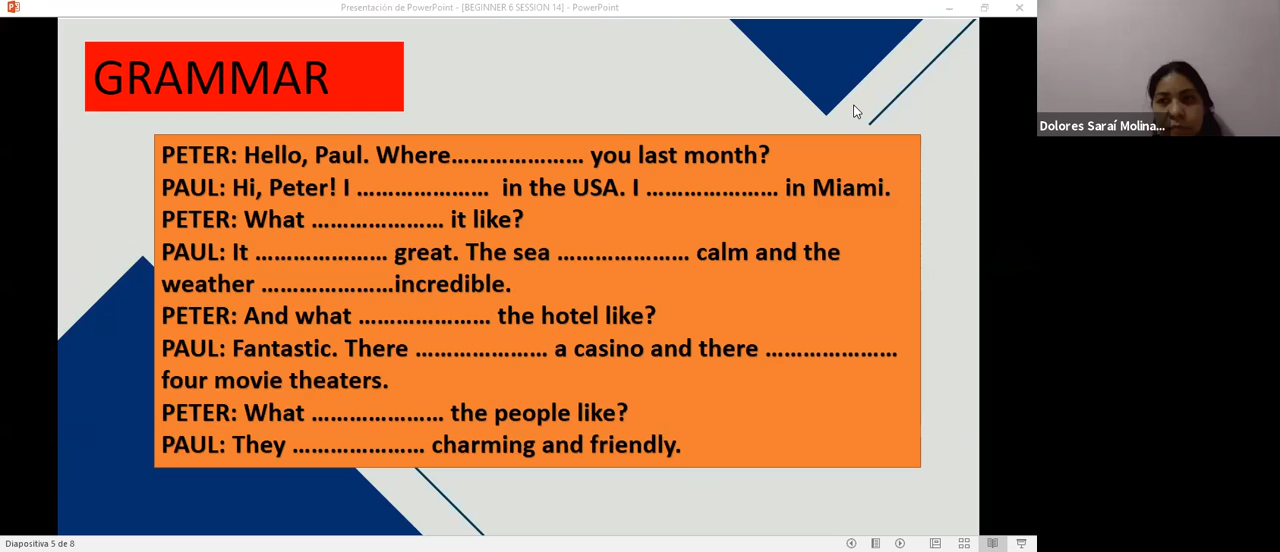 Presentación de PowerPoint - [BEGINNER 6 SESSION 14] - PowerPoint
GRAMMAR
Dolores Saraí Molina...
PETER: Hello, Paul. Where………………… you last month?
PAUL: Hi, Peter! I ………………… in the USA. I ………………… in Miami.
PETER: What ………………… it like?
PAUL: It ………………… great. The sea ………………… calm and the
weather …………………incredible.
PETER: And what ………………… the hotel like?
PAUL: Fantastic. There ………………… a casino and there …………………
four movie theaters.
PETER: What ………………… the people like?
PAUL: They ………………… charming and friendly.
Diapositiva 5 de 8